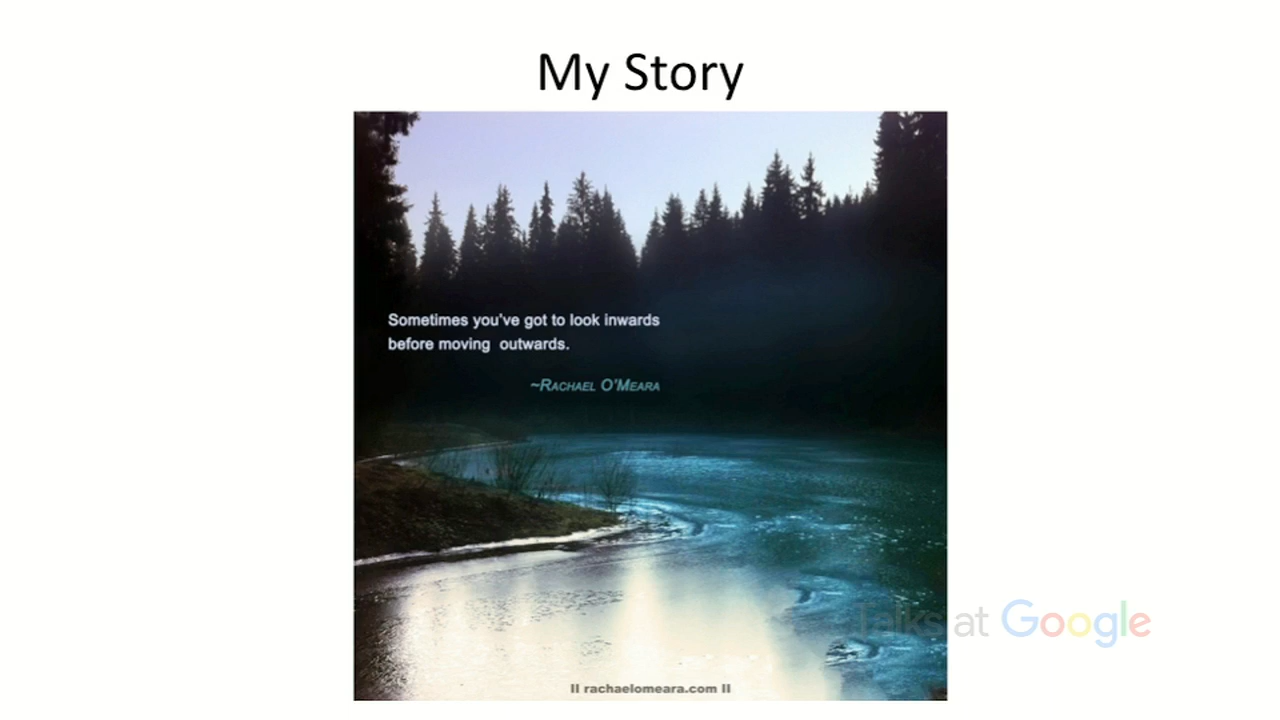 My Story
Sometimes you've got to look inwards
before moving  outwards.
~Rachael O'Meara
Talks at Google
II rachaelomeara.com II